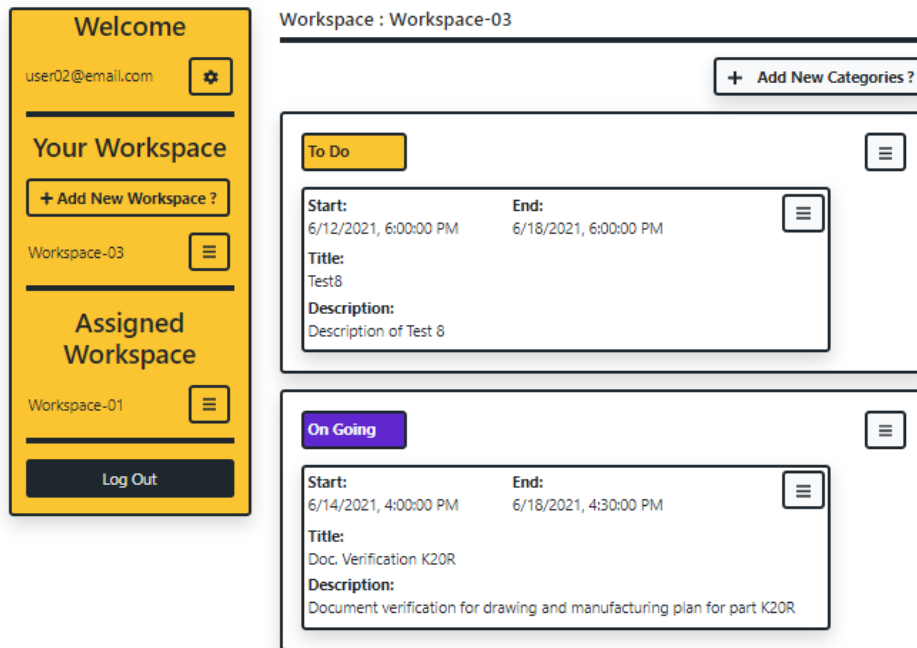 Welcome
user02@email.com
Your Workspace
+ Add New Workspace ?
Workspace-03
Assigned
Workspace
Workspace-01
Log Out
Workspace : Workspace-03
+ Add New Categories ?
To Do
Start: End:
6/12/2021, 6:00:00 PM 6/18/2021, 6:00:00 PM
Title:
Test8
Description:
Description of Test 8
On Going
Start: End:
6/14/2021, 4:00:00 PM 6/18/2021, 4:30:00 PM
Title:
Doc. Verification K20R
Description:
Document verification for drawing and manufacturing plan for part K20R